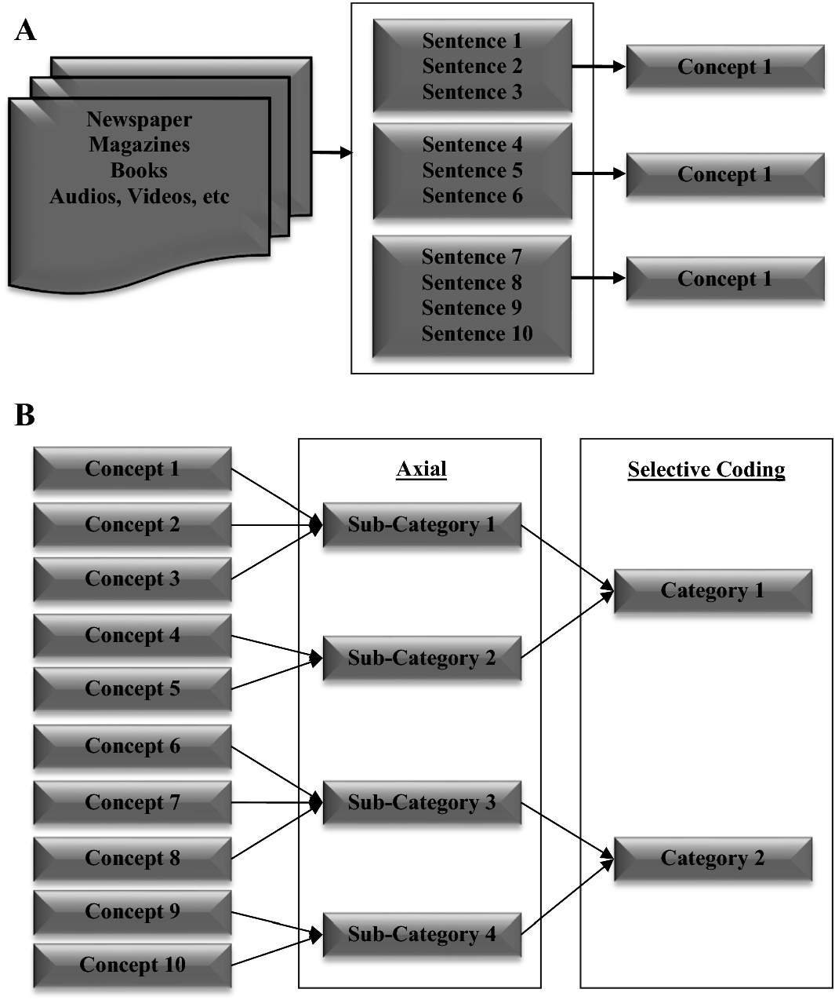 A
Newspaper
Magazines
Books
Audios, Videos, etc
Sentence 1
Sentence 2
Sentence 3
Concept 1
Sentence 4
Sentence 5
Sentence 6
Concept 1
Sentence 7
Sentence 8
Sentence 9
Sentence 10
Concept 1
B
Concept 1
Concept 2
Concept 3
Concept 4
Concept 5
Concept 6
Concept 7
Concept 8
Concept 9
Concept 10
Axial
Sub-Category 1
Sub-Category 2
Sub-Category 3
Sub-Category 4
Selective Coding
Category 1
Category 2